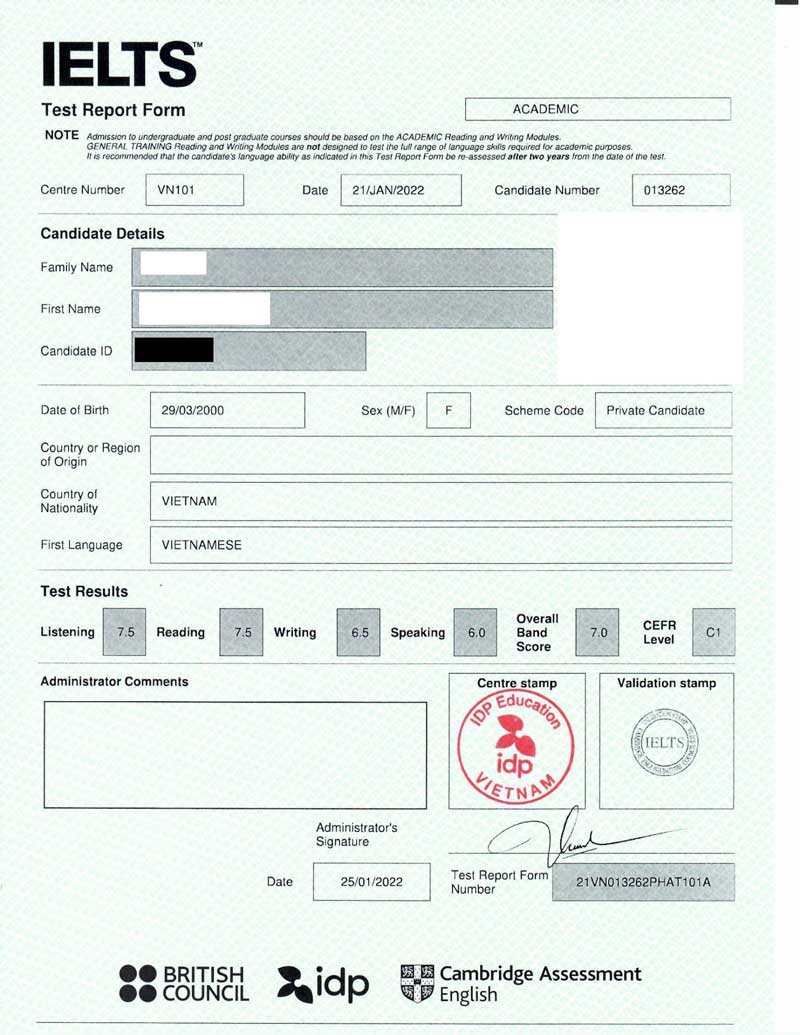 IELTS™
Test Report Form
ACADEMIC
NOTE Admission to undergraduate and post graduate courses should be based on the ACADEMIC Reading and Writing Modules.
GENERAL TRAINING Reading and Writing Modules are not designed to test the full range of language skills required for academic purposes.
It is recommended that the candidate's language ability as indicated in this Test Report Form be re-assessed after two years from the date of the test.
Centre Number VN101 Date 21/JAN/2022 Candidate Number 013262
Candidate Details
Family Name
First Name
Candidate ID
Date of Birth 29/03/2000 Sex (M/F) F Scheme Code Private Candidate
Country or Region
of Origin
Country of
Nationality
VIETNAM
First Language VIETNAMESE
Test Results
Listening 7.5 Reading 7.5 Writing 6.5 Speaking 6.0 Overall Band Score 7.0 CEFR Level C1
Administrator Comments
Centre stamp
IDP Education
idp
VIETNAM
Validation stamp
IELTS
Administrator's
Signature
Date 25/01/2022
Test Report Form
Number
21VN013262PHAT101A
BRITISH
COUNCIL
idp
Cambridge Assessment
English